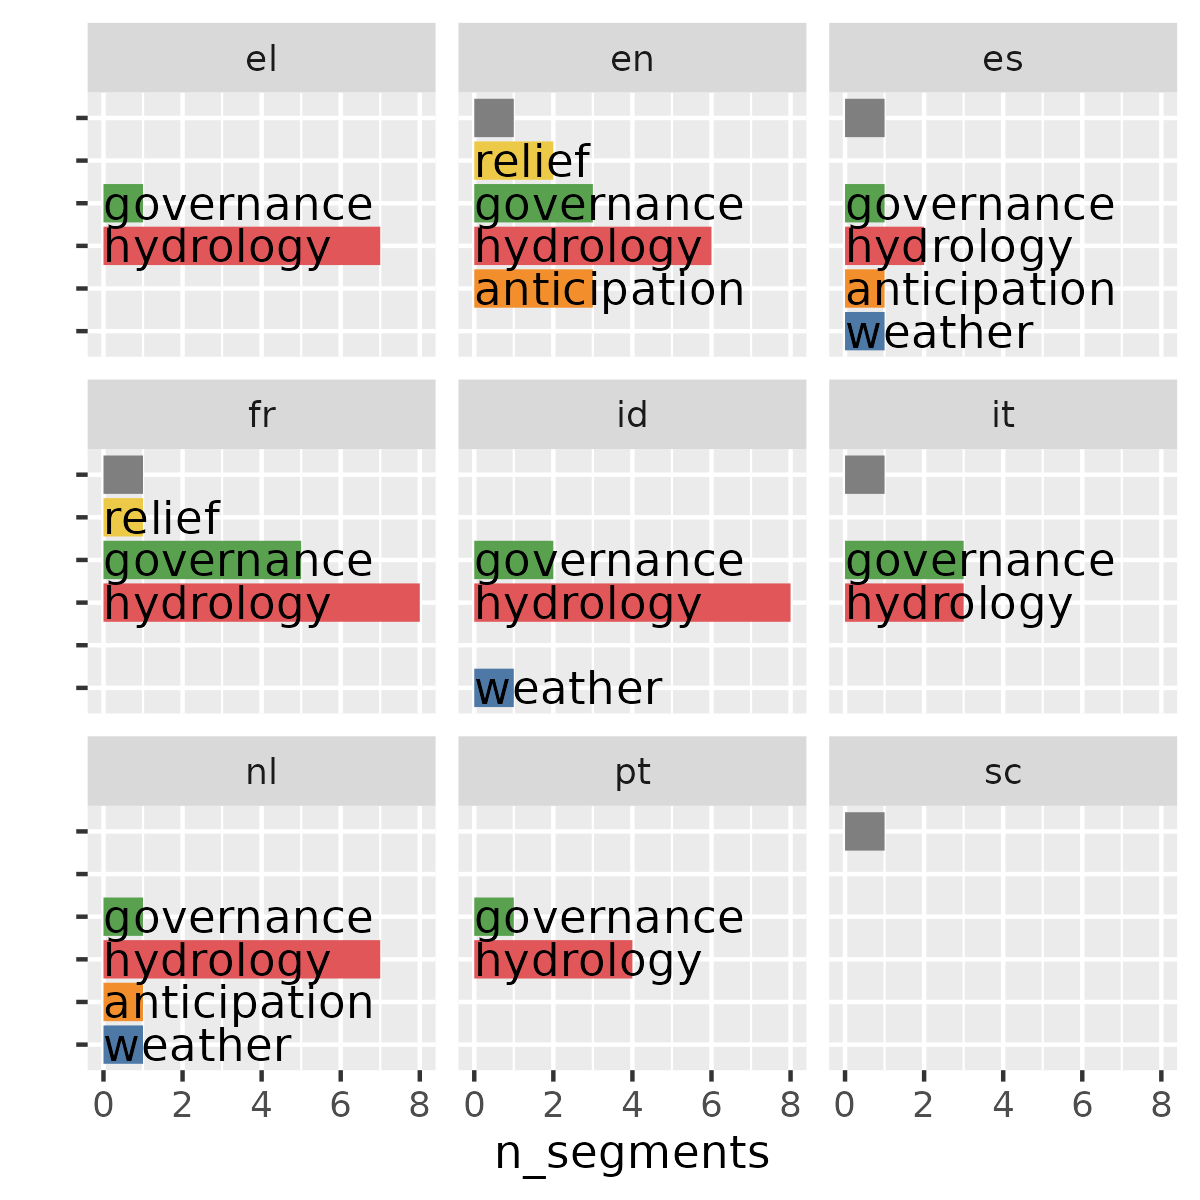 el en es
relief
governance governance governance
hydrology hydrology hydrology
anticipation anticipation
weather
fr id it
relief
governance governance governance
hydrology hydrology hydrology
weather
nl pt sc
governance governance
hydrology hydrology
anticipation
weather
0 2 4 6 8 0 2 4 6 8 0 2 4 6 8
n_segments